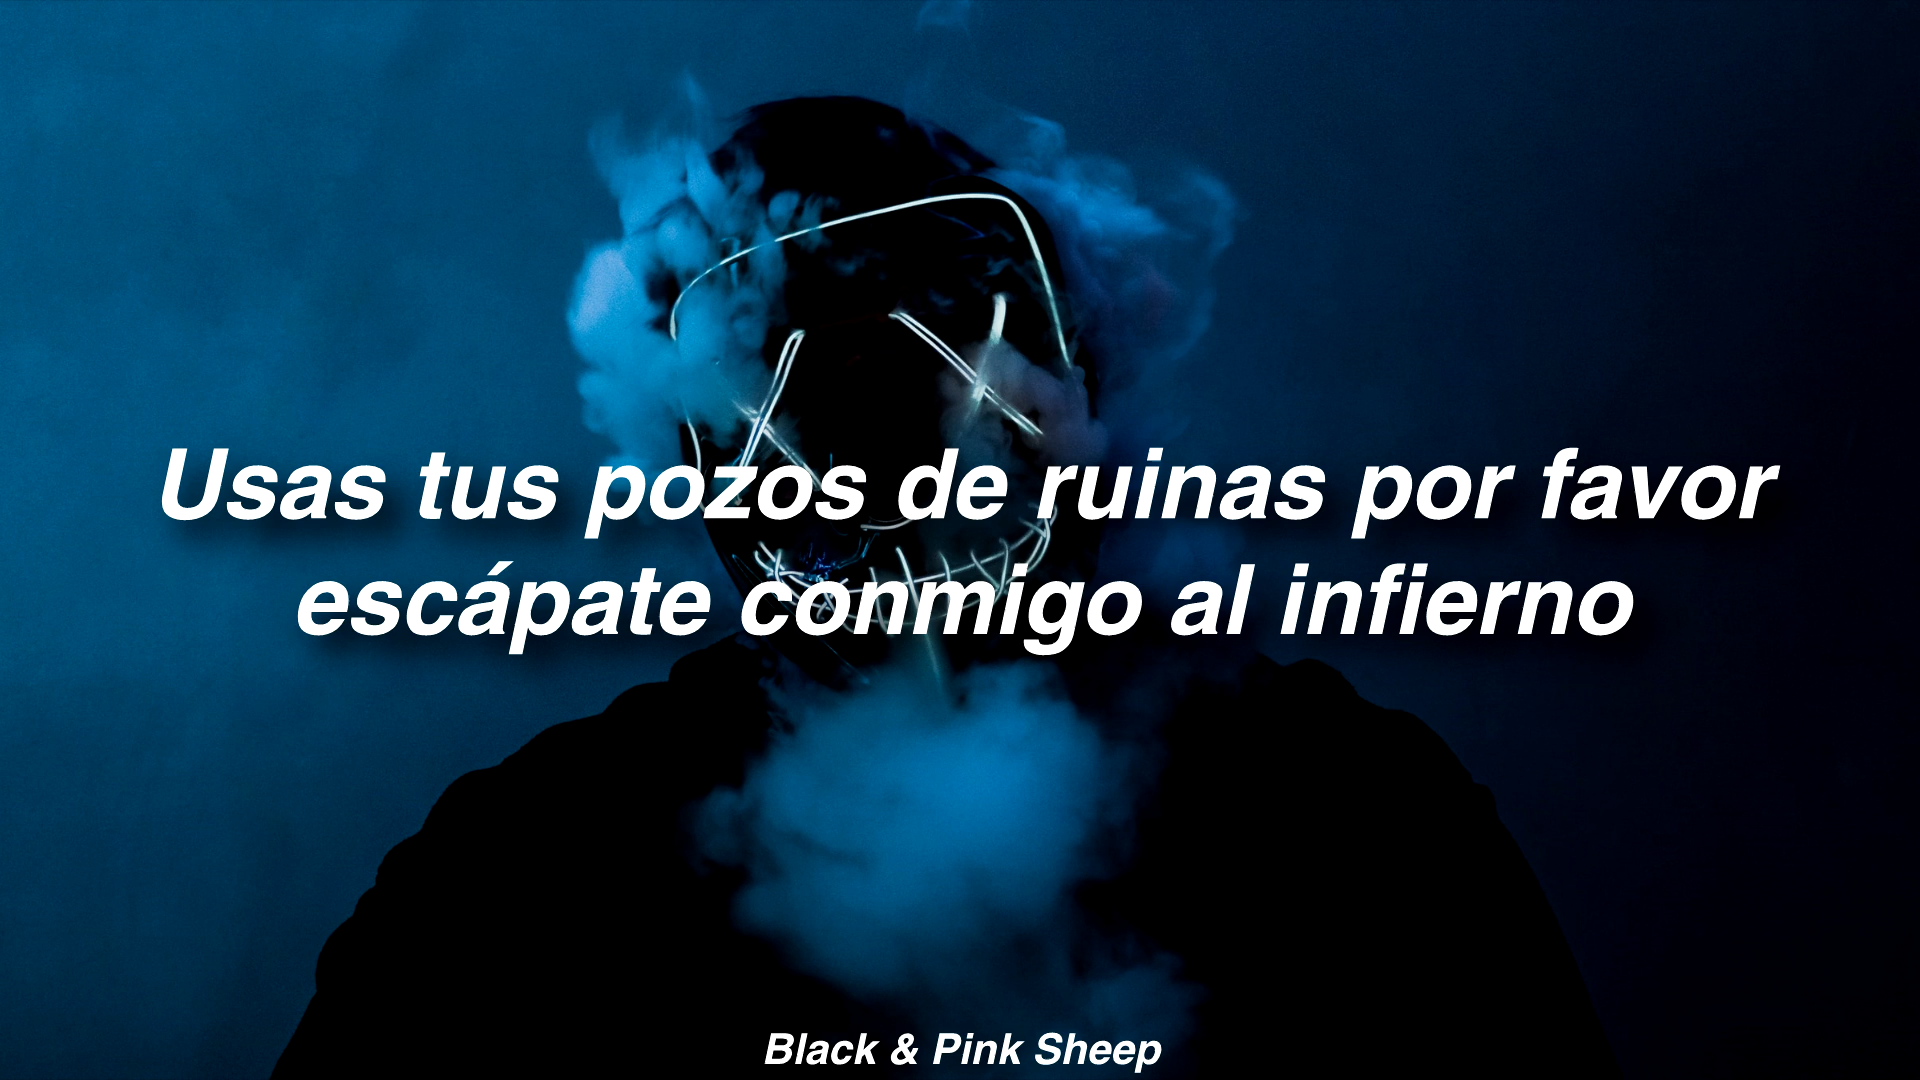 Usas tus pozos de ruinas por favor
escápate conmigo al infierno
Black & Pink Sheep